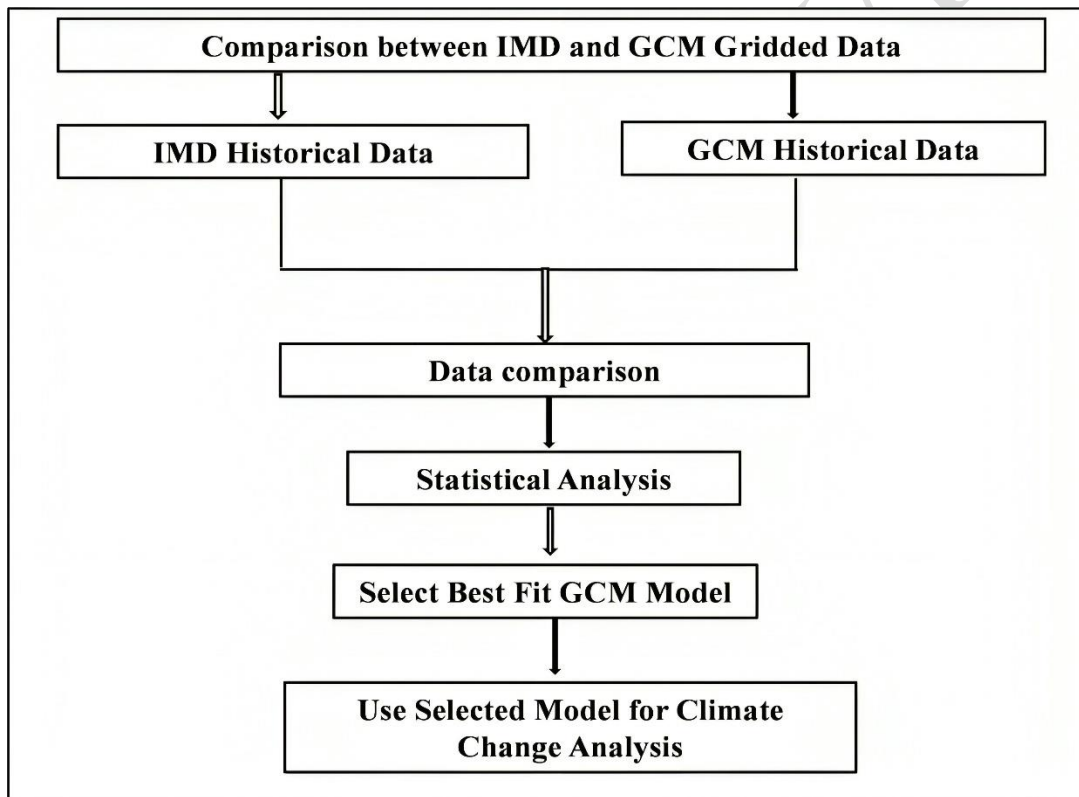 Comparison between IMD and GCM Gridded Data
IMD Historical Data
GCM Historical Data
Data comparison
Statistical Analysis
Select Best Fit GCM Model
Use Selected Model for Climate
Change Analysis